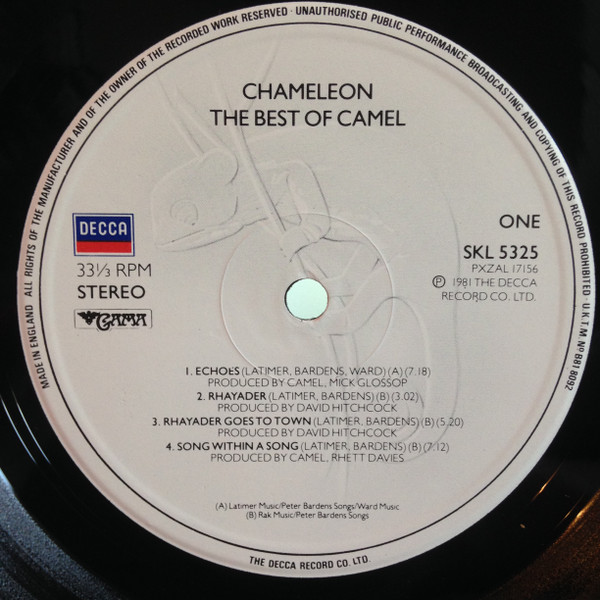 MADE IN ENGLAND ALL RIGHTS OF THE MANUFACTURER AND OF THE OWNER OF THE RECORDED WORK RESERVED · UNAUTHORISED PUBLIC PERFORMANCE BROADCASTING AND COPYING OF THIS RECORD PROHIBITED · U.K.T.M. Nº 881 8092
CHAMELEON
THE BEST OF CAMEL
DECCA
33⅓ RPM
STEREO
GAMA
ONE
SKL 5325
PXZAL 17156
Ⓟ 1981 THE DECCA
RECORD CO. LTD.
1. ECHOES (LATIMER, BARDENS, WARD) (A) (7.18)
PRODUCED BY CAMEL, MICK GLOSSOP
2. RHAYADER (LATIMER, BARDENS) (B) (3.02)
PRODUCED BY DAVID HITCHCOCK
3. RHAYADER GOES TO TOWN (LATIMER, BARDENS) (B) (5.20)
PRODUCED BY DAVID HITCHCOCK
4. SONG WITHIN A SONG (LATIMER, BARDENS) (B) (7.12)
PRODUCED BY CAMEL, RHETT DAVIES
(A) Latimer Music/Peter Bardens Songs/Ward Music
(B) Rak Music/Peter Bardens Songs
THE DECCA RECORD CO. LTD.